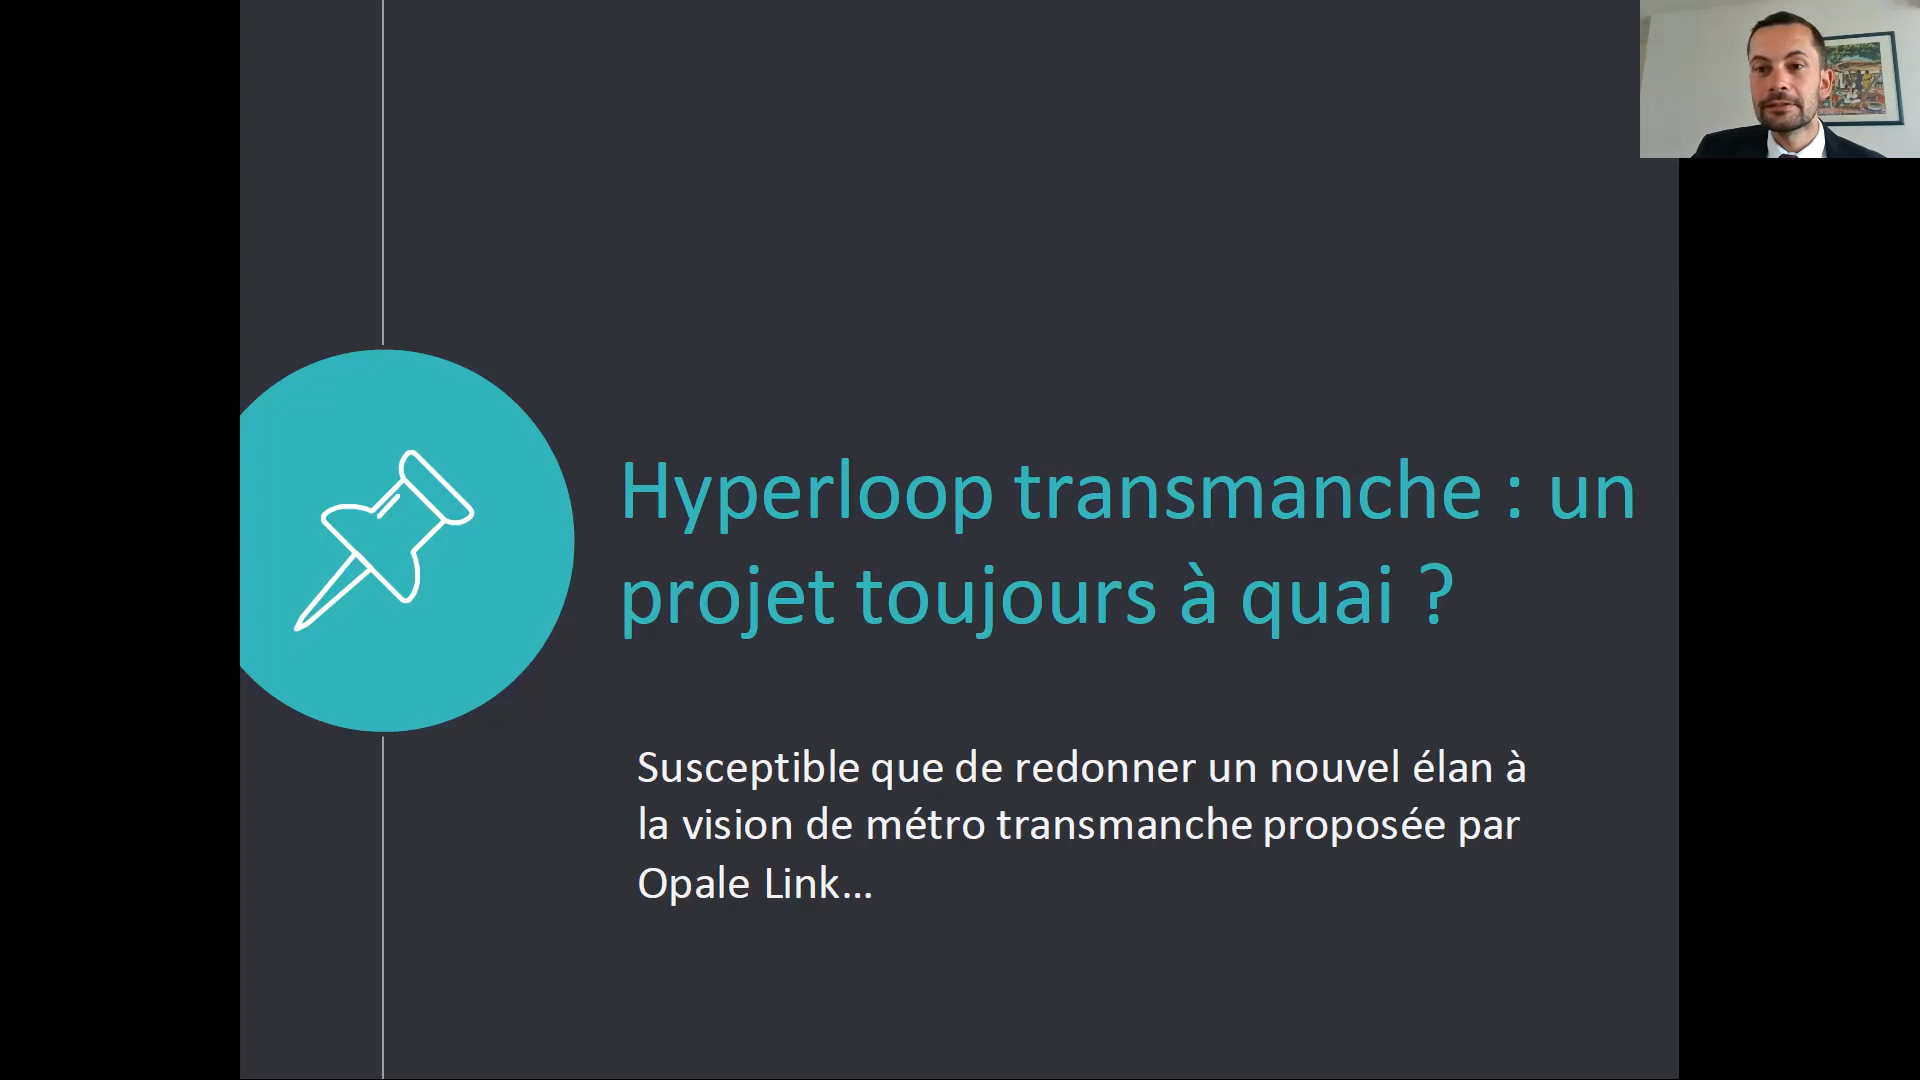 Hyperloop transmanche : un
projet toujours à quai ?
Susceptible que de redonner un nouvel élan à
la vision de métro transmanche proposée par
Opale Link...